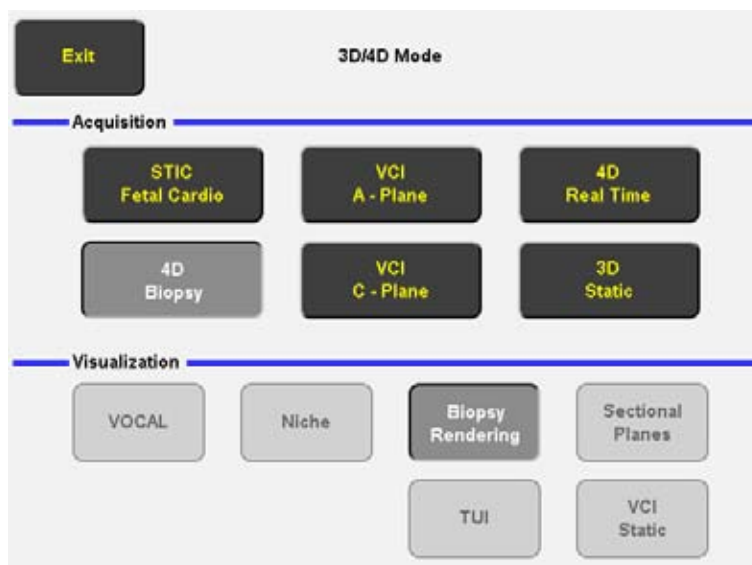 Exit
3D/4D Mode
Acquisition
STIC
Fetal Cardio
VCI
A - Plane
4D
Real Time
4D
Biopsy
VCI
C - Plane
3D
Static
Visualization
VOCAL
Niche
Biopsy
Rendering
Sectional
Planes
TUI
VCI
Static